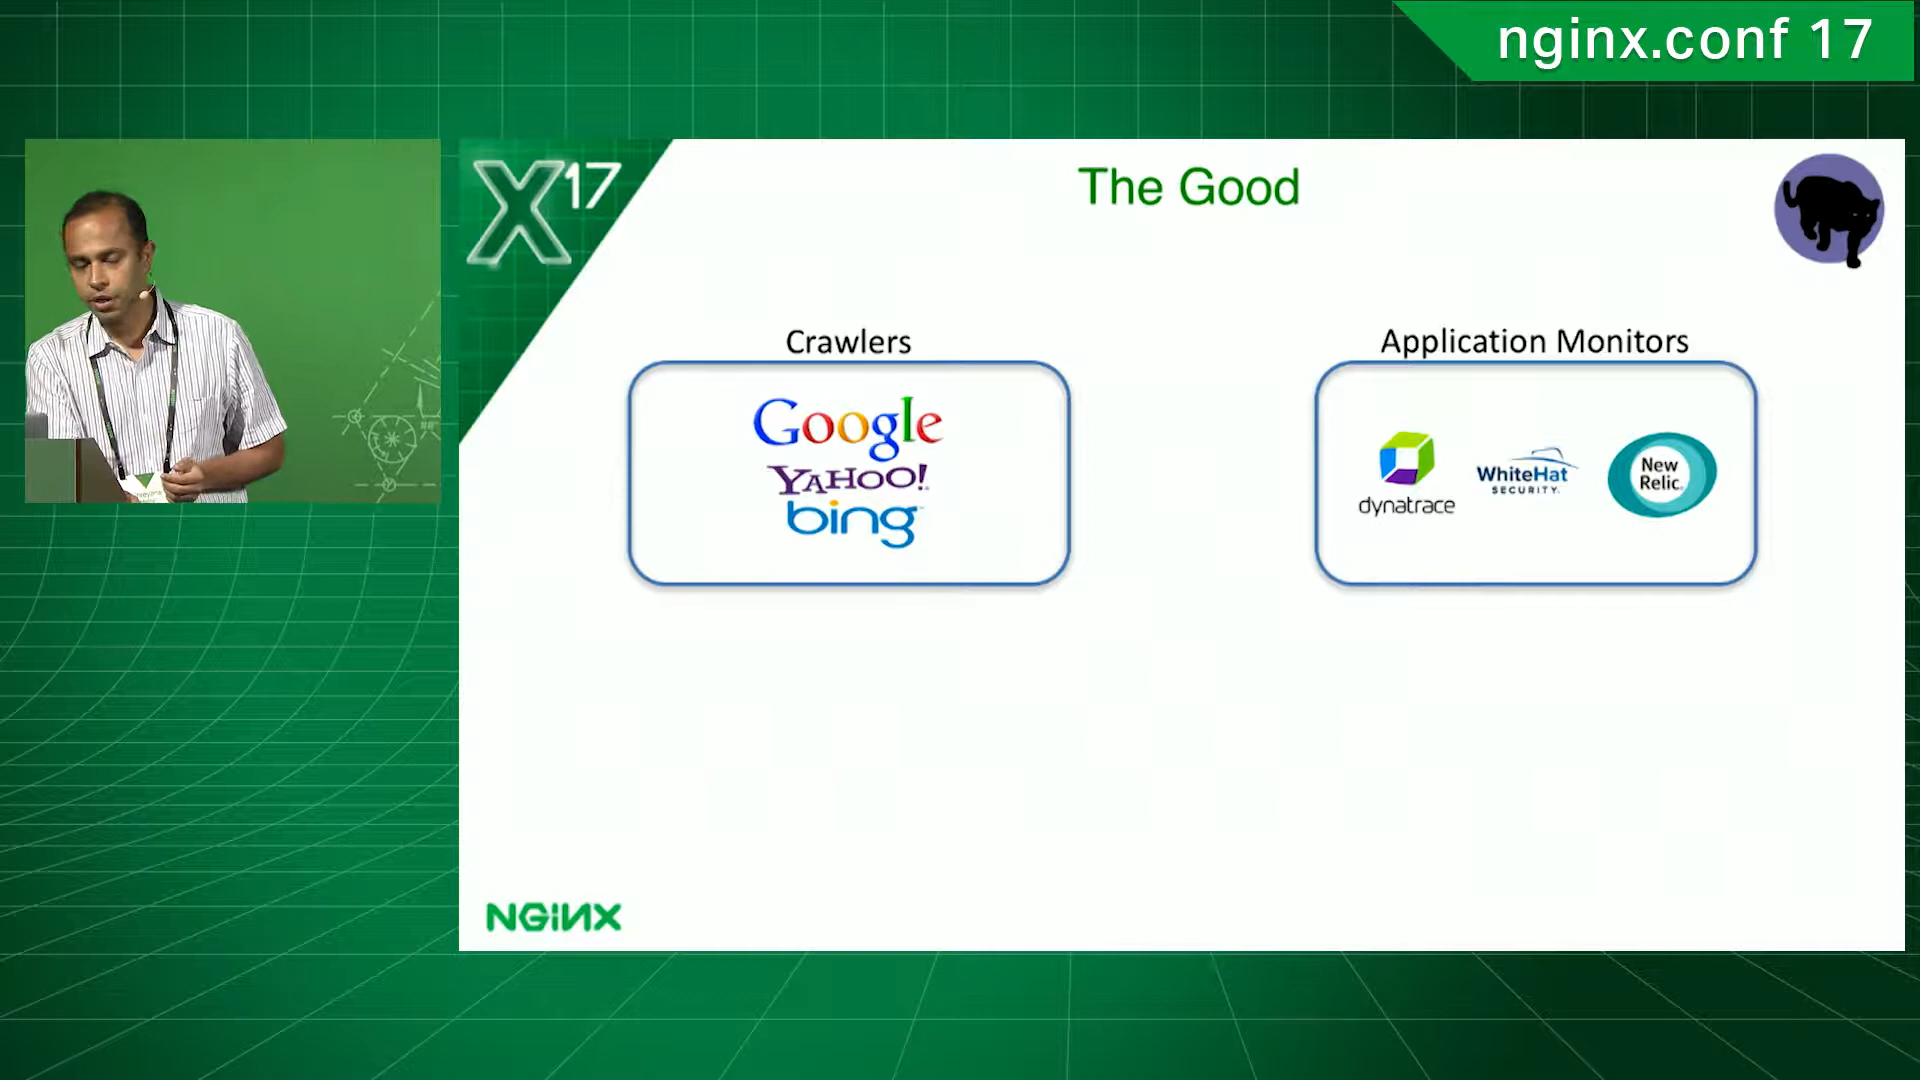 nginx.conf 17
X17
The Good
Crawlers
Google
YAHOO!
bing
Application Monitors
dynatrace
WhiteHat
SECURITY.
New
Relic.
NGINX